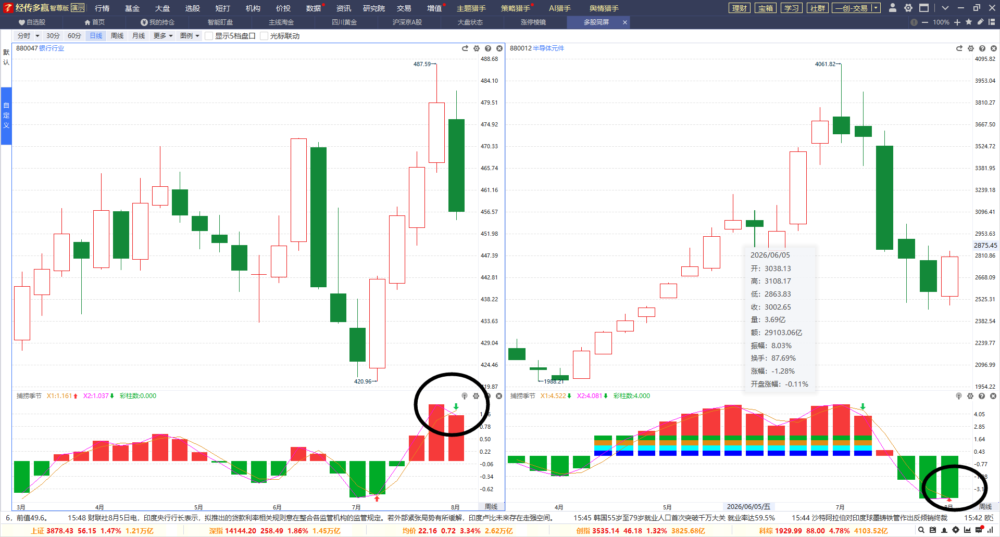 经传多赢 智尊版 演示 行情 基金 大盘 选股 短打 机构 价投 数据 资讯 研究院 交易 增值 主题猎手 策略猎手 AI猎手 舆情猎手 理财 宝箱 学习 社群 一创-交易
自选股 首页 我的持仓 智能盯盘 主线淘金 四川黄金 沪深京A股 大盘状态 涨停棱镜 多股同屏 100%
分时 30分 60分 日线 周线 月线 更多 图例 显示5档盘口 光标联动
默认
自定义
880047 银行行业
488.68
484.10
479.51
474.92
470.33
465.74
461.16
456.57
451.98
447.39
442.81
438.22
433.63
429.04
424.46
419.87
487.59
420.96
捕捞季节 X1:1.161 X2:1.037 彩柱数:0.000
0.78
0.50
0.22
-0.06
-0.34
-0.62
3月 4月 5月 6月 7月 8月 周线
880012 半导体元件
4095.82
3953.04
3810.27
3667.50
3524.72
3381.95
3239.18
3096.41
2953.63
2875.45
2810.86
2668.09
2525.31
2382.54
2239.77
2096.99
1954.22
4061.82
1988.21
2026/06/05
开: 3038.13
高: 3108.17
低: 2863.83
收: 3002.65
量: 3.69亿
额: 29103.06亿
振幅: 8.03%
换手: 87.69%
涨幅: -1.28%
开盘涨幅: -0.11%
捕捞季节 X1:4.522 X2:4.081 彩柱数:4.000
4.05
2.85
1.64
0.43
-0.77
4月 5月 2026/06/05/五 7月 8月 周线
6，前值49.6。 15:48 财联社8月5日电，印度央行行长表示，拟推出的贷款利率相关规则意在整合各监管机构的监管规定。若外部紧张局势有所缓解，印度卢比未来存在走强空间。 15:45 韩国55岁至79岁就业人口首次突破千万大关 就业率达59.5% 15:44 沙特阿拉伯对印度球墨铸铁管作出反倾销终裁 15:42 欧
上证 3878.43 56.15 1.47% 1.21万亿 深指 14144.20 258.49 1.86% 1.45万亿 均价 22.16 0.72 3.34% 2.62万亿 创指 3535.14 46.18 1.32% 3825.68亿 科综 1929.99 88.00 4.78% 4103.52亿